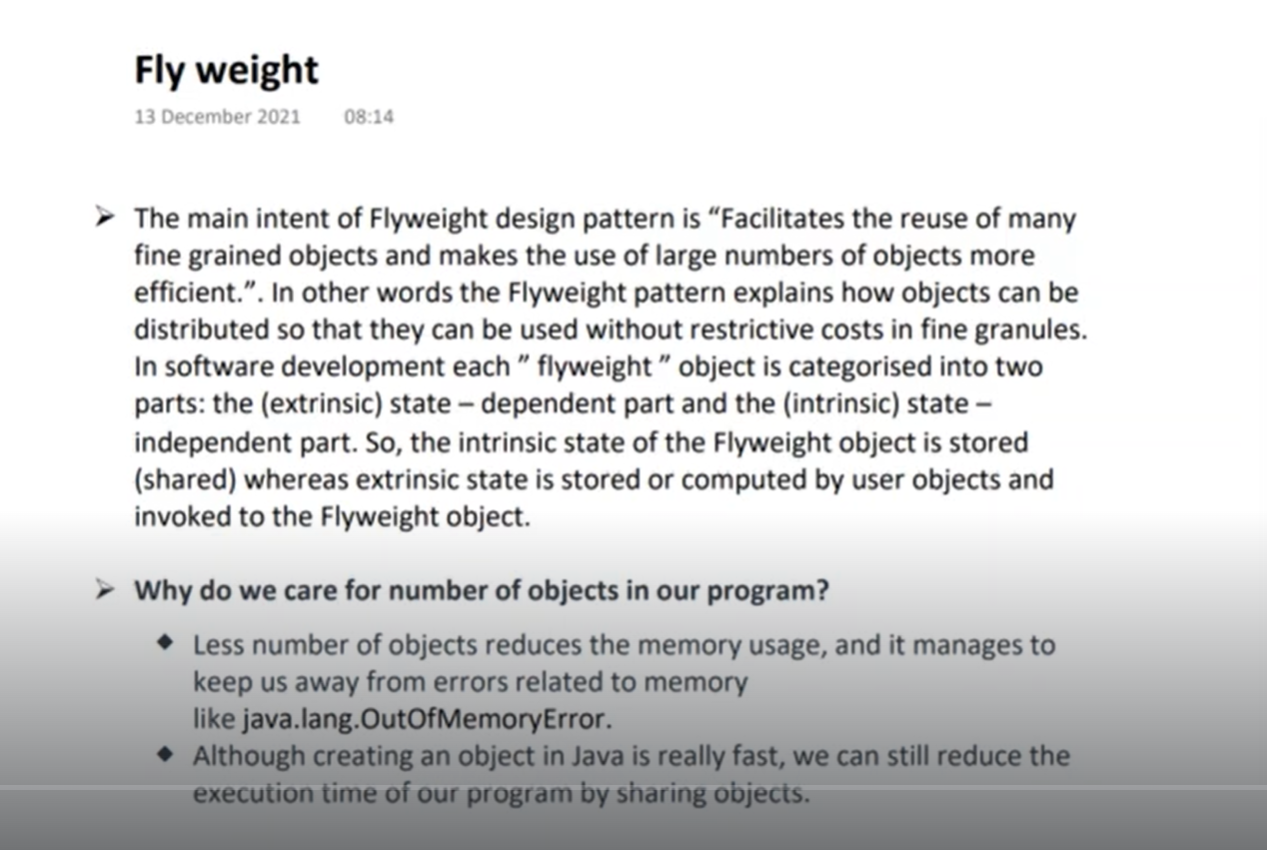 Fly weight
13 December 2021 08:14
➢ The main intent of Flyweight design pattern is “Facilitates the reuse of many
fine grained objects and makes the use of large numbers of objects more
efficient.”. In other words the Flyweight pattern explains how objects can be
distributed so that they can be used without restrictive costs in fine granules.
In software development each ” flyweight ” object is categorised into two
parts: the (extrinsic) state – dependent part and the (intrinsic) state –
independent part. So, the intrinsic state of the Flyweight object is stored
(shared) whereas extrinsic state is stored or computed by user objects and
invoked to the Flyweight object.
➢ Why do we care for number of objects in our program?
◆ Less number of objects reduces the memory usage, and it manages to
keep us away from errors related to memory
like java.lang.OutOfMemoryError.
◆ Although creating an object in Java is really fast, we can still reduce the
execution time of our program by sharing objects.